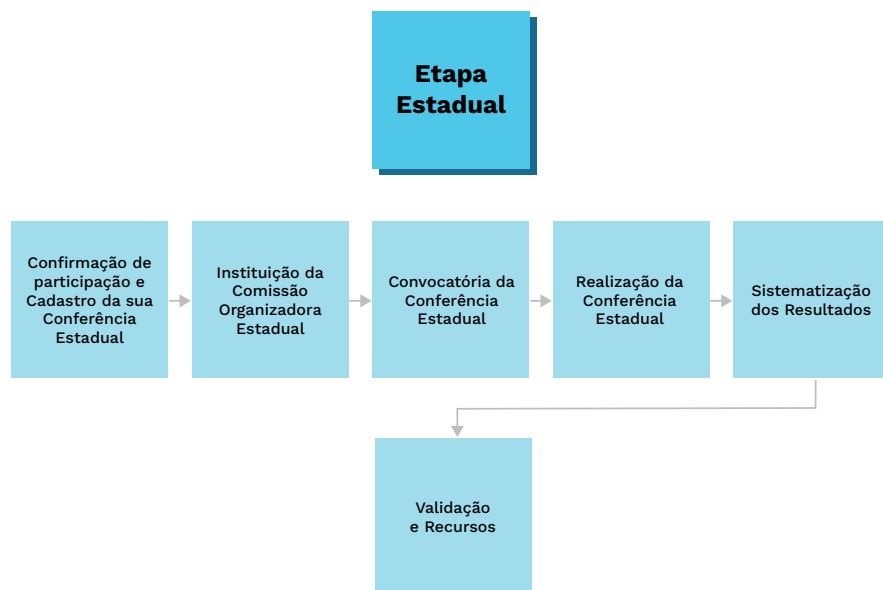 Etapa
Estadual
Confirmação de
participação e
Cadastro da sua
Conferência
Estadual
Instituição da
Comissão
Organizadora
Estadual
Convocatória da
Conferência
Estadual
Realização da
Conferência
Estadual
Sistematização
dos Resultados
Validação
e Recursos